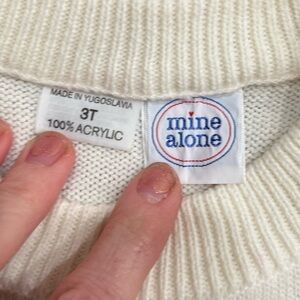 MADE IN YUGOSLAVIA
3T
100% ACRYLIC
mine
alone